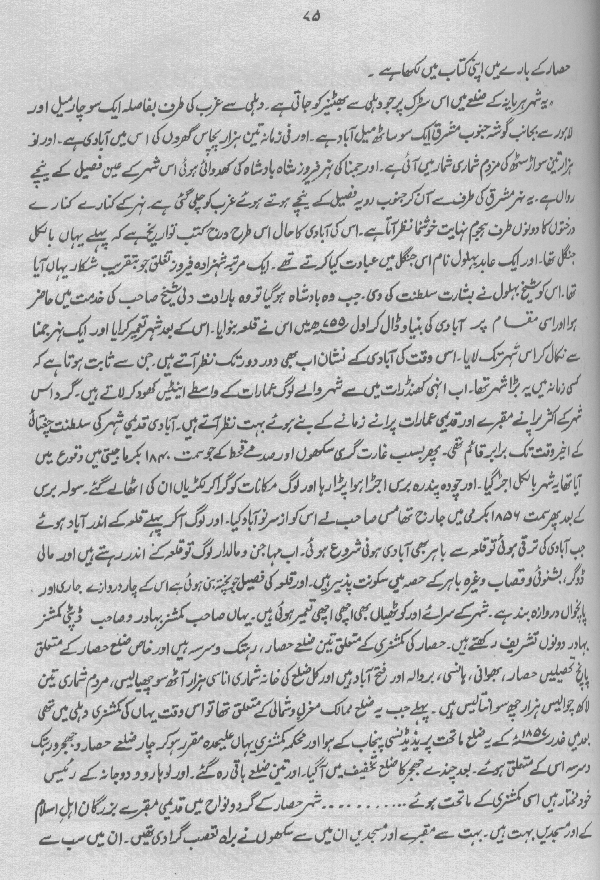 ۷۵
حصار کے بارے میں اپنی کتاب میں لکھا ہے ۔
"یہ شہر ہریانہ کے ضلعے میں اس سڑک پر جو دہلی سے بھٹنیر کو جاتی ہے ۔ دہلی سے غرب کی طرف بفاصلہ ایک سو چار میل اور
لاہور سے بجانب گوشہ جنوب مشرق ایک سو ساٹھ میل آباد ہے ۔ اور فی زمانہ تین ہزار پچاس گھروں کی اس میں آبادی ہے ۔ اور نو
ہزار تین سو اڑسٹھ کی مردم شماری شمار میں آئی ہے ۔ اور جمنا کی نہر فیروز شاہ بادشاہ کی کھدوائی ہوئی اس شہر کے عین فصیل کے نیچے
رواں ہے ۔ یہ نہر مشرق کی طرف سے آن کر جنوب رویہ فصیل کے نیچے ہوتے ہوئے غرب کو چلی گئی ہے ۔ نہر کے کنارے کنارے
درختوں کا دونوں طرف ہجوم نہایت خوشنما نظر آتا ہے ۔ اس کی آبادی کا حال اس طرح درج کتب تواریخ ہے کہ پہلے یہاں بالکل
جنگل تھا ۔ اور ایک عابد بہلول نام اس جنگل میں عبادت کیا کرتے تھے ۔ ایک مرتبہ شہزادہ فیروز تغلق جو بتقریب شکار یہاں آیا
تھا ۔ اس کو شیخ بہلول نے بشارت سلطنت کی دی ۔ جب وہ بادشاہ ہو گیا تو وہ بارادت دلی شیخ صاحب کی خدمت میں حاضر
ہوا اور اسی مقام پر آبادی کی بنیاد ڈال کر اول ۷۵۵ھ میں اس نے قلعہ بنوایا ۔ اس کے بعد شہر تعمیر کرایا اور ایک نہر جمنا
سے نکال کر اس شہر تک لایا ۔ اس وقت کی آبادی کے نشان اب بھی دور دور تک نظر آتے ہیں ۔ جن سے ثابت ہوتا ہے کہ
کسی زمانہ میں یہ بڑا شہر تھا ۔ اب انہی کھنڈرات میں سے شہر والے لوگ عمارات کے واسطے اینٹیں کھود کر لاتے ہیں ۔ گرد اس
شہر کے اکثر پرانے مقبرے اور قدیمی عمارات پرانے زمانے کے بنے ہوئے بہت نظر آتے ہیں ۔ آبادی قدیمی شہر کی سلطنت چغتائی
کے اخیر وقت تک برابر قائم تھی ۔ پھر بسبب غارت گری سکھوں اور صدمے قحط کے جو سمت ۱۸۴۰ بکرماجیتی میں وقوع میں
آیا تھا یہ شہر بالکل اجڑ گیا ۔ اور چودہ پندرہ برس اجڑا ہوا پڑا رہا اور لوگ مکانات کو گرا کر لکڑیاں ان کی اٹھا لے گئے ۔ سولہ برس
کے بعد پھر سمت ۱۸۵۶ بکرمی میں جارج تھامس صاحب نے اس کو از سر نو آباد کیا ۔ اور لوگ آکر پہلے قلعہ کے اندر آباد ہوئے
جب آبادی کی ترقی ہوئی تو قلعہ سے باہر بھی آبادی ہونی شروع ہوئی ۔ اب مہاجن و مالدار لوگ تو قلعہ کے اندر رہتے ہیں اور مالی
ڈوگر، بشنوئی و قصاب وغیرہ باہر کے حصہ میں سکونت پذیر ہیں ۔ اور قلعہ کی فصیل جو پختہ بنی ہوئی ہے اس کے چار دروازے جاری اور
پانچواں دروازہ بند ہے ۔ شہر کے سرائے اور کوٹھیاں بھی اچھی اچھی تعمیر ہوئی ہیں ۔ یہاں صاحب کمشنر بہادر و صاحب ڈپٹی کمشنر
بہادر دونوں تشریف رکھتے ہیں ۔ حصار کی کمشنری کے متعلق تین ضلعے حصار ، رہتک و سرسہ ہیں اور خاص ضلع حصار کے متعلق
پانچ تحصیلیں حصار ، بھوانی ، ہانسی ، بروالہ اور فتح آباد ہیں اور کل ضلع کی خانہ شماری اناسی ہزار آٹھ سو چھیالیس ، مردم شماری تین
لاکھ چوالیس ہزار چھ سو انتالیس ہیں ۔ پہلے جب یہ ضلع ممالک مغربی و شمالی کے متعلق تھا تو اس وقت یہاں کی کمشنری دہلی میں تھی
بعد میں غدر ۱۸۵۷ء کے یہ ضلع ماتحت پریذیڈنسی پنجاب کے ہوا اور محکمہ کمشنری یہاں علیحدہ مقرر ہو کر چار ضلعے حصار و جھجر و رہتک
و سرسہ اس کے متعلق ہوئے ۔ بعد چندے جھجر کا ضلع تخفیف میں آگیا ۔ اور تین ضلعے باقی رہ گئے ۔ اور لوہارو و دوجانہ کے رئیس
خود مختار ہیں اسی کمشنری کے ماتحت ہوئے .......... شہر حصار کے گرد و نواح میں قدیمی مقبرے بزرگان اہل اسلام
کے اور مسجدیں بہت ہیں ۔ بہت سے مقبرے اور مسجدیں ان میں سے سکھوں نے براہ تعصب گرا دی تھیں ۔ ان میں سب سے